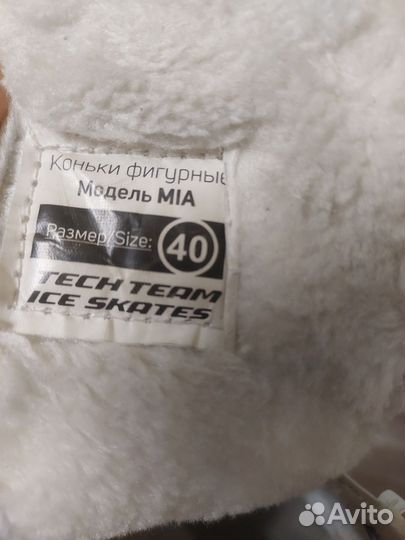 Коньки фигурные
Модель MIA
Размер/Size: 40
TECH TEAM
ICE SKATES
Avito